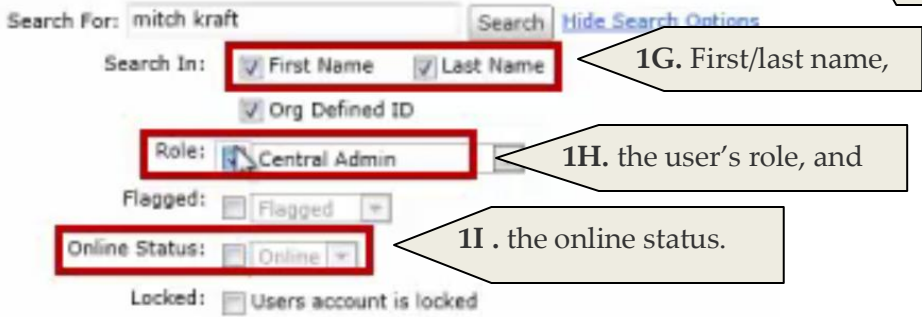 Search For: mitch kraft Search Hide Search Options
Search In: First Name Last Name 1G. First/last name,
Org Defined ID
Role: Central Admin 1H. the user's role, and
Flagged: Flagged
Online Status: Online 1I . the online status.
Locked: Users account is locked